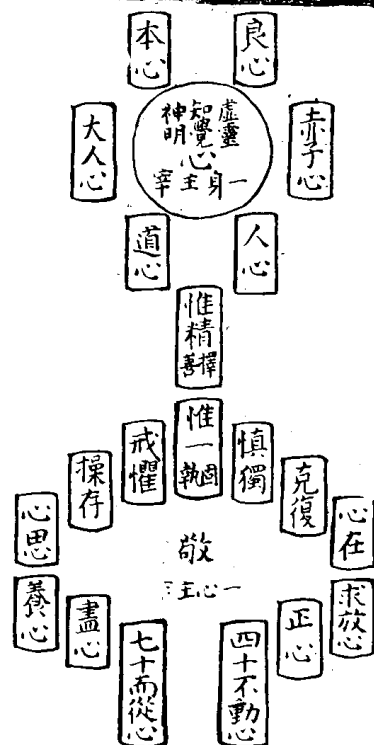 良心
本心
虛靈
知覺
神明
心
一身主宰
赤子心
大人心
人心
道心
惟精
擇善
惟一
固執
慎獨
戒懼
克復
操存
心在
心思
敬
一心主
求放心
養心
正心
盡心
四十不動心
七十而從心